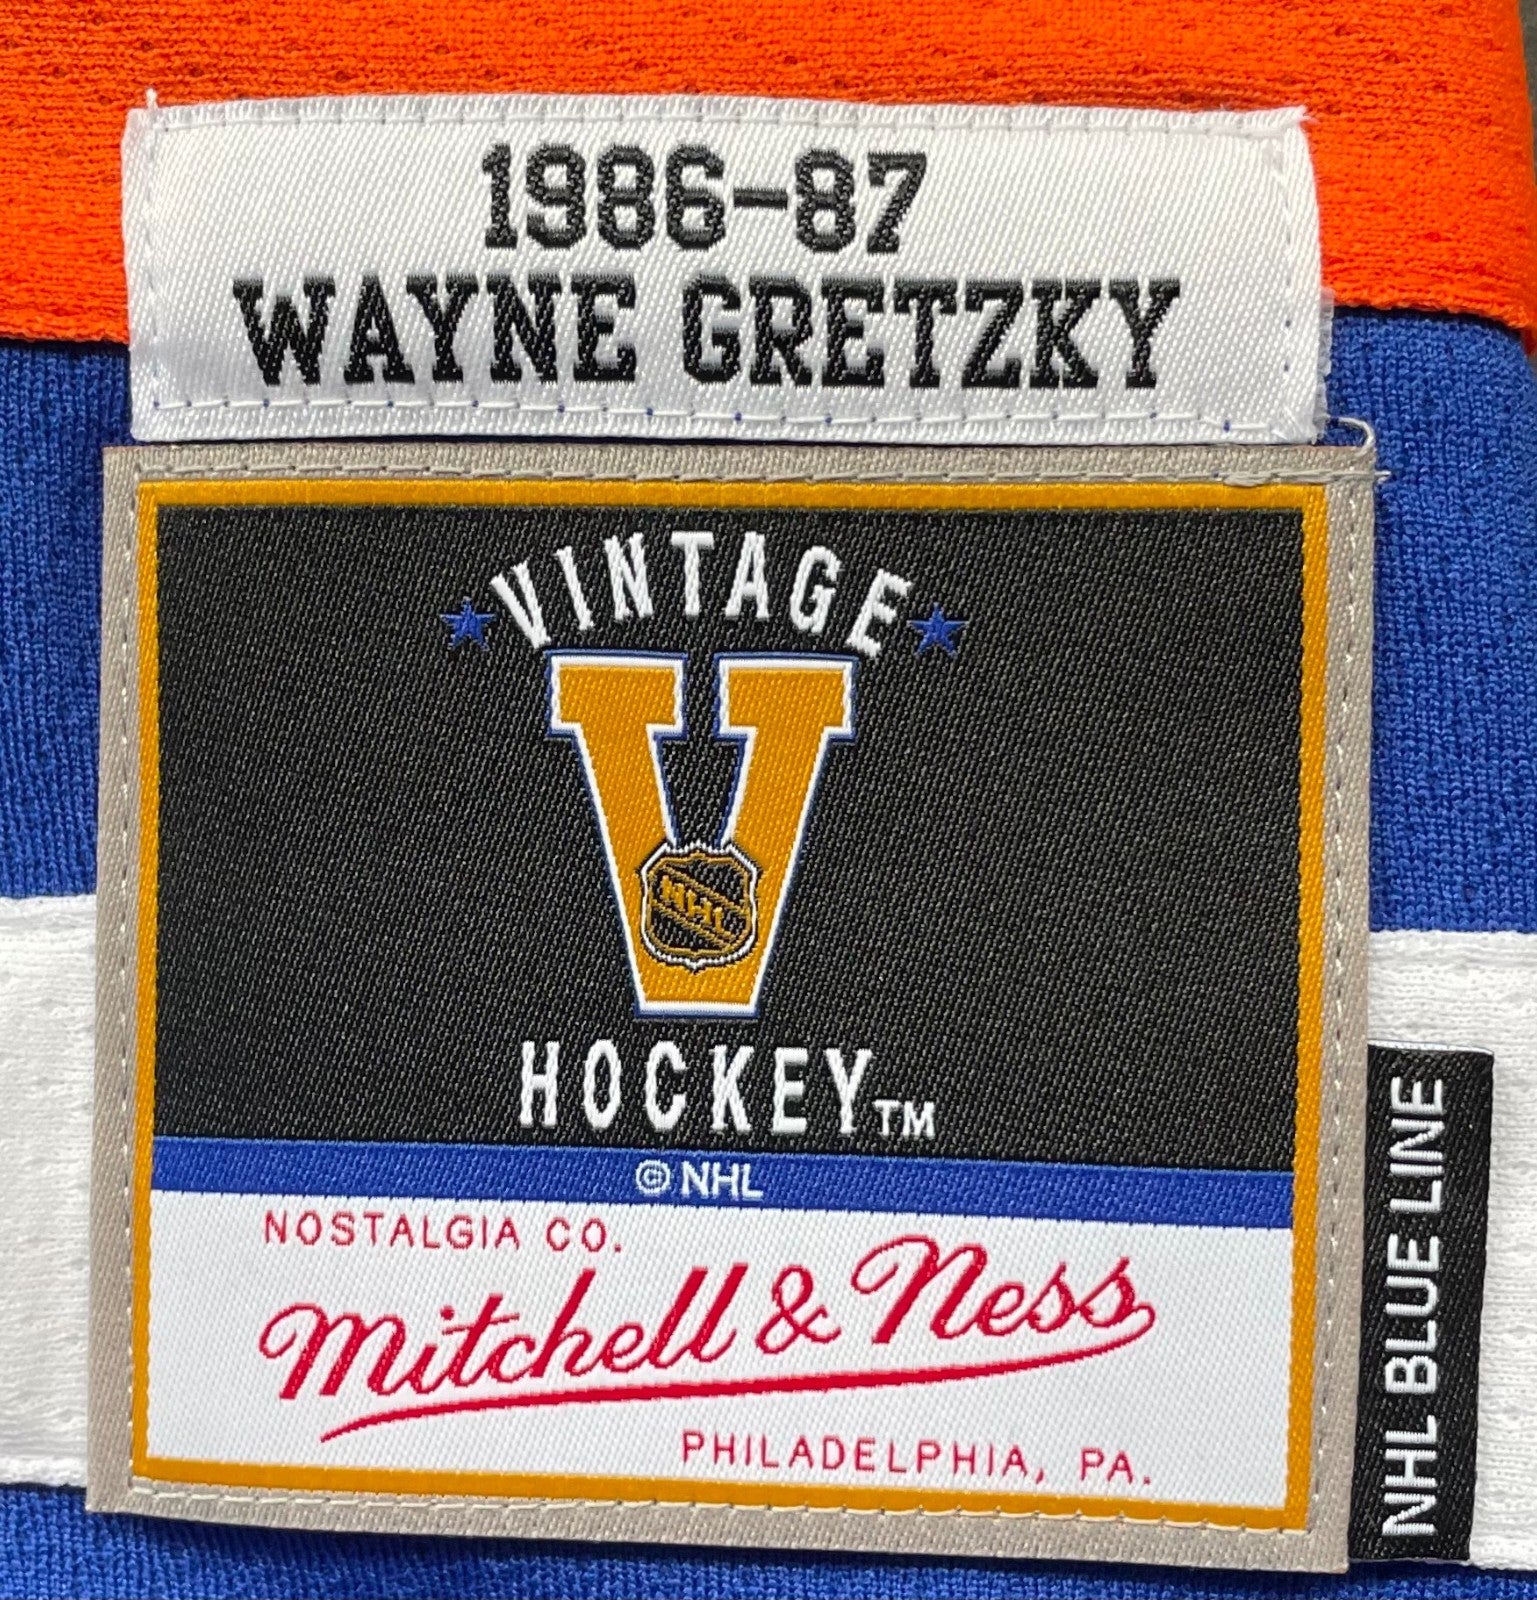 1986-87
WAYNE GRETZKY
VINTAGE
NHL
HOCKEY™
© NHL
NOSTALGIA CO.
Mitchell & Ness
PHILADELPHIA, PA.
NHL BLUE LINE